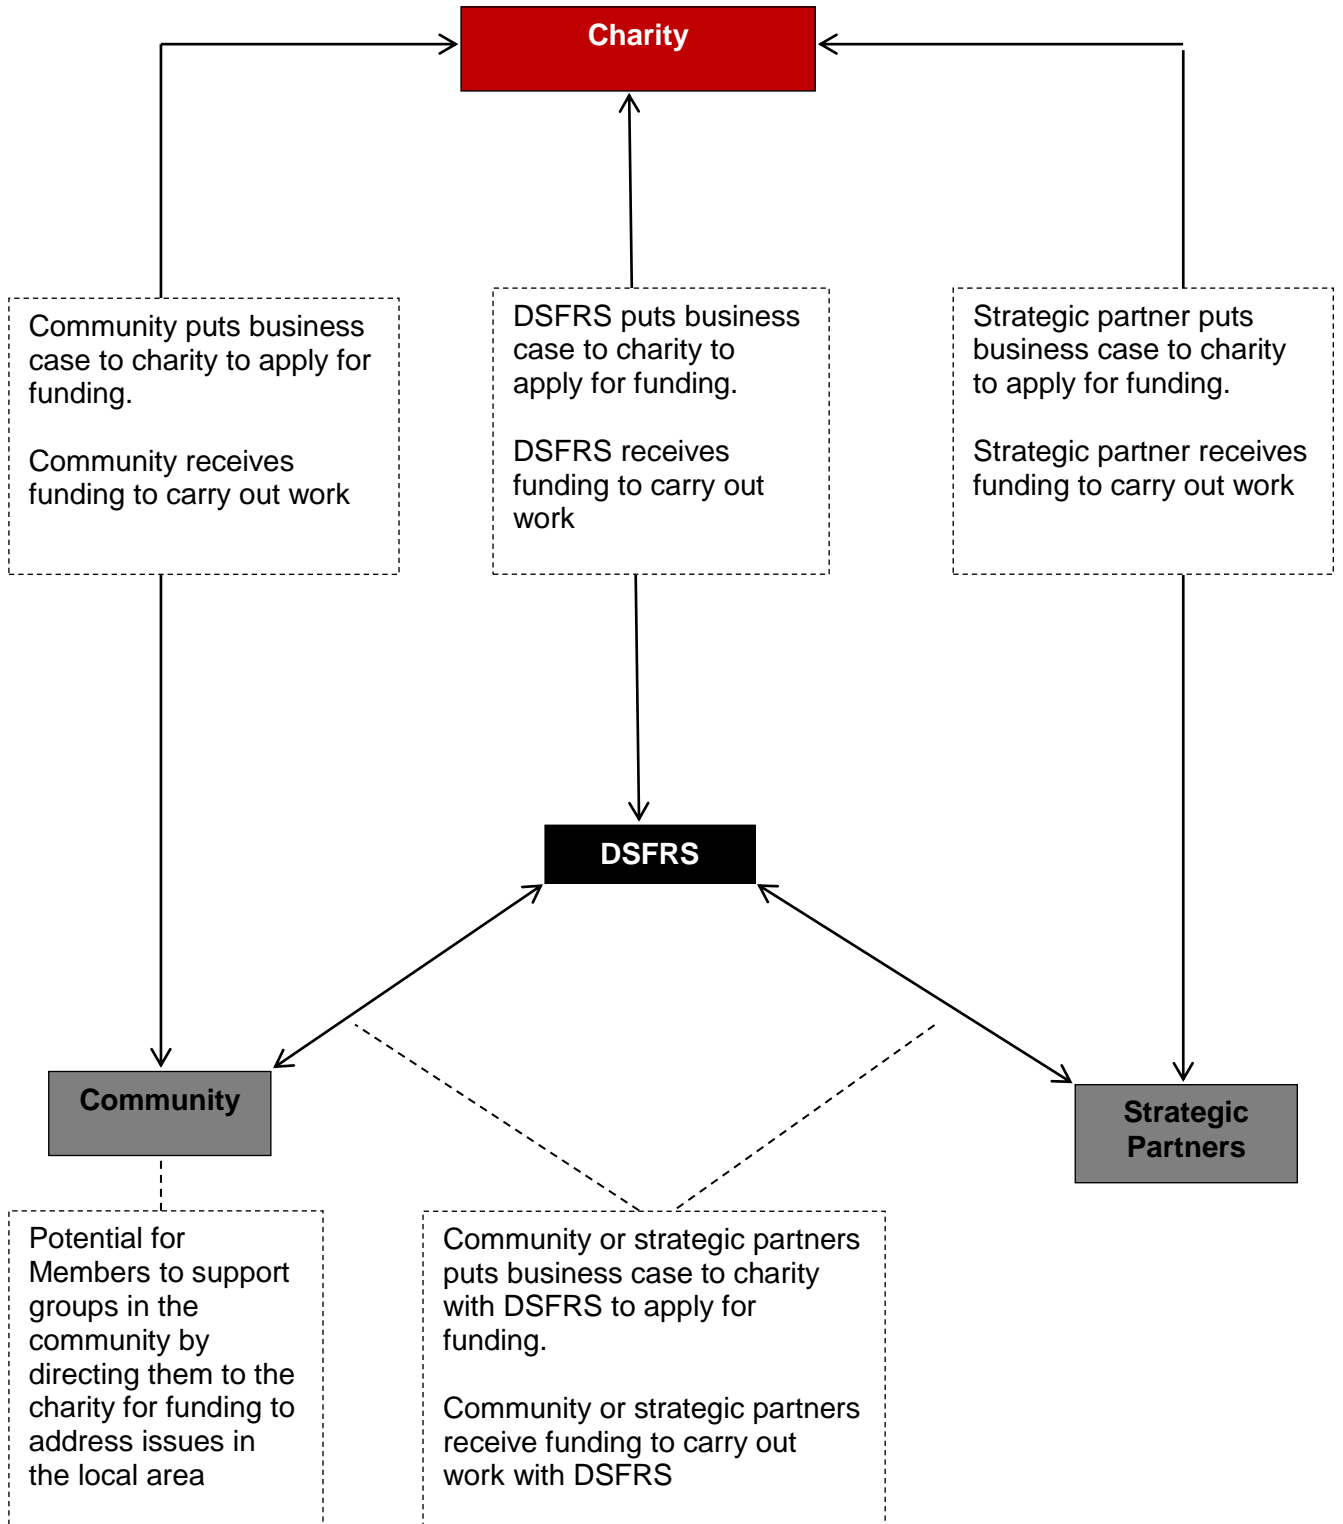 Charity
Community puts business
case to charity to apply for
funding.
Community receives
funding to carry out work
DSFRS puts business
case to charity to
apply for funding.
DSFRS receives
funding to carry out
work
Strategic partner puts
business case to charity
to apply for funding.
Strategic partner receives
funding to carry out work
DSFRS
Community
Strategic
Partners
Potential for
Members to support
groups in the
community by
directing them to the
charity for funding to
address issues in
the local area
Community or strategic partners
puts business case to charity
with DSFRS to apply for
funding.
Community or strategic partners
receive funding to carry out
work with DSFRS